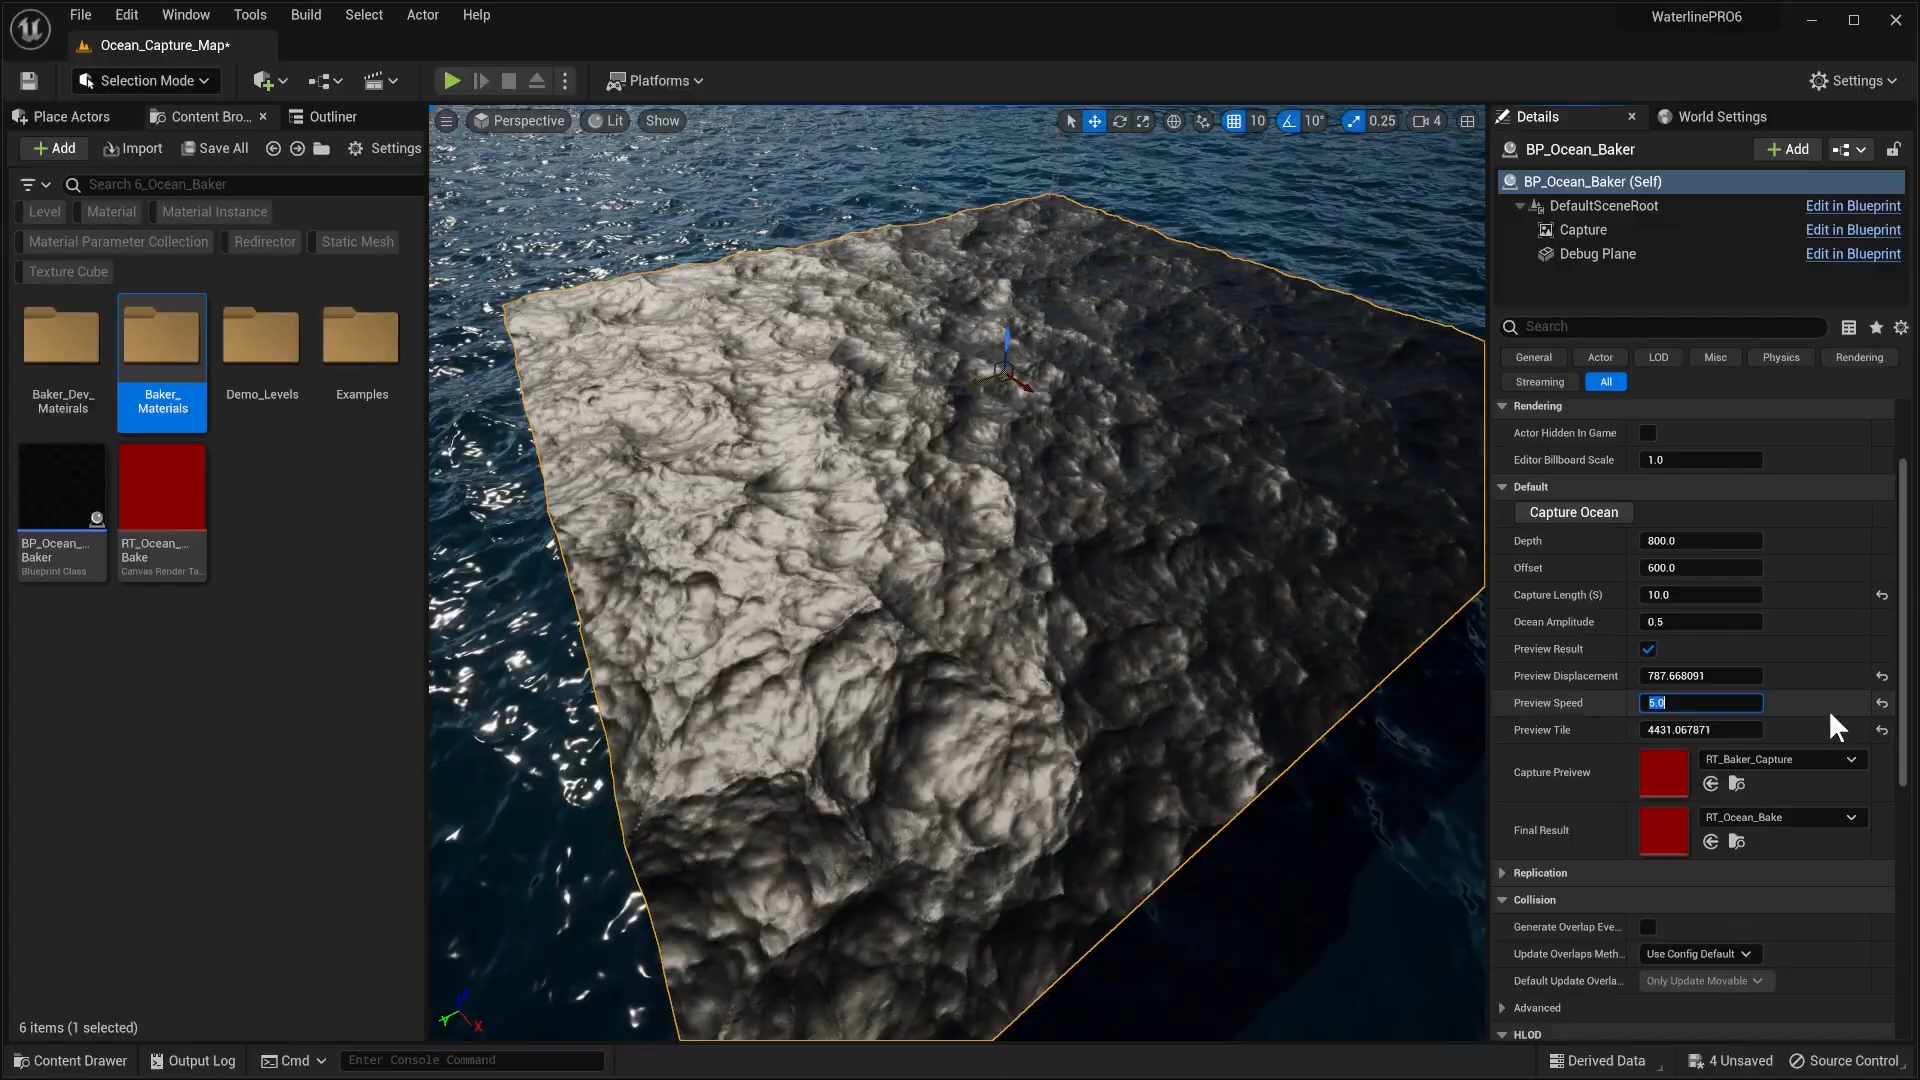 File Edit Window Tools Build Select Actor Help
WaterlinePRO6
Ocean_Capture_Map*
Selection Mode
Platforms
Settings
Place Actors
Content Bro...
Outliner
+ Add
Import
Save All
Settings
Search 6_Ocean_Baker
Level
Material
Material Instance
Material Parameter Collection
Redirector
Static Mesh
Texture Cube
Baker_Dev_
Mateirals
Baker_
Materials
Demo_Levels
Examples
BP_Ocean_...
Baker
Blueprint Class
RT_Ocean_...
Bake
Canvas Render Ta...
6 items (1 selected)
Perspective
Lit
Show
10
10°
0.25
4
Z
Y
X
Details
World Settings
BP_Ocean_Baker
+ Add
BP_Ocean_Baker (Self)
DefaultSceneRoot Edit in Blueprint
Capture Edit in Blueprint
Debug Plane Edit in Blueprint
Search
General Actor LOD Misc Physics Rendering
Streaming All
Rendering
Actor Hidden In Game
Editor Billboard Scale 1.0
Default
Capture Ocean
Depth 800.0
Offset 600.0
Capture Length (S) 10.0
Ocean Amplitude 0.5
Preview Result
Preview Displacement 787.668091
Preview Speed 5.0
Preview Tile 4431.067871
Capture Preivew RT_Baker_Capture
Final Result RT_Ocean_Bake
Replication
Collision
Generate Overlap Eve...
Update Overlaps Meth... Use Config Default
Default Update Overla... Only Update Movable
Advanced
HLOD
Content Drawer
Output Log
Cmd
Enter Console Command
Derived Data
4 Unsaved
Source Control